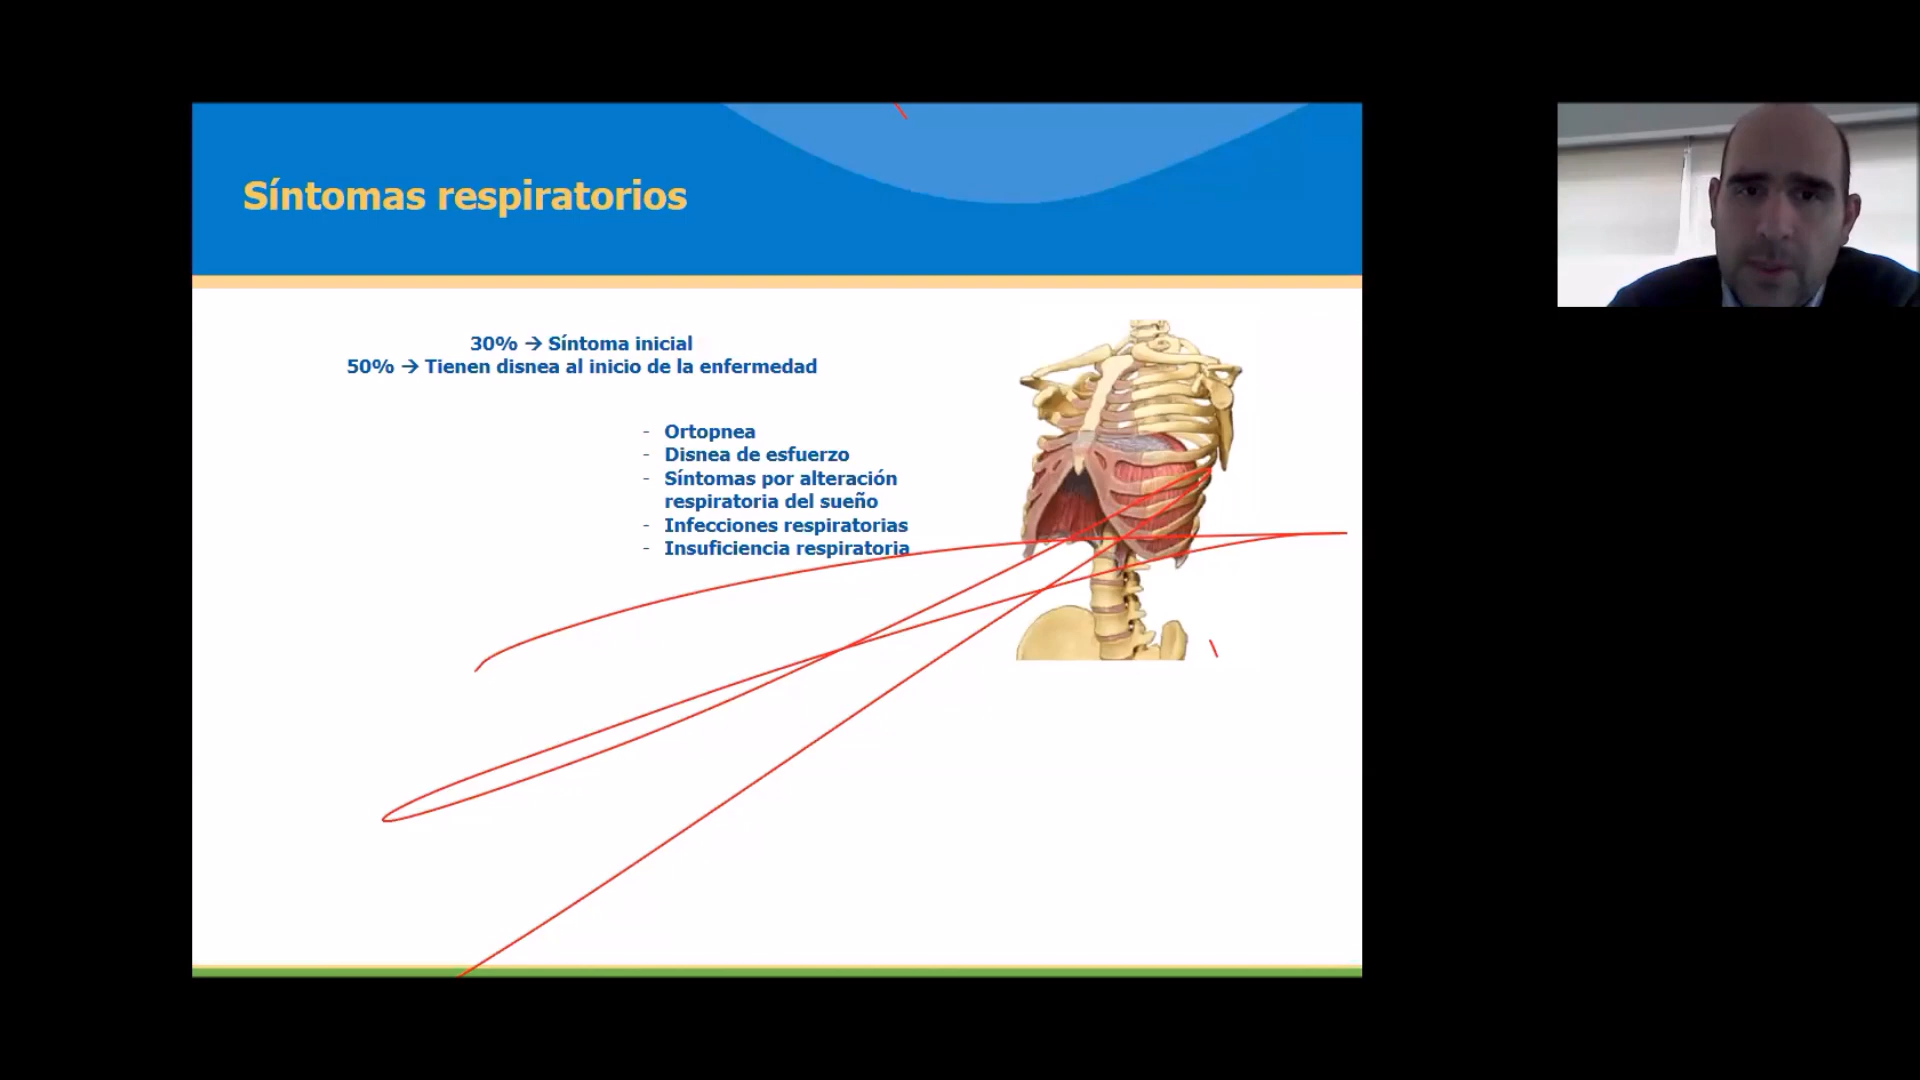 Síntomas respiratorios
30% → Síntoma inicial
50% → Tienen disnea al inicio de la enfermedad
- Ortopnea
- Disnea de esfuerzo
- Síntomas por alteración
respiratoria del sueño
- Infecciones respiratorias
- Insuficiencia respiratoria